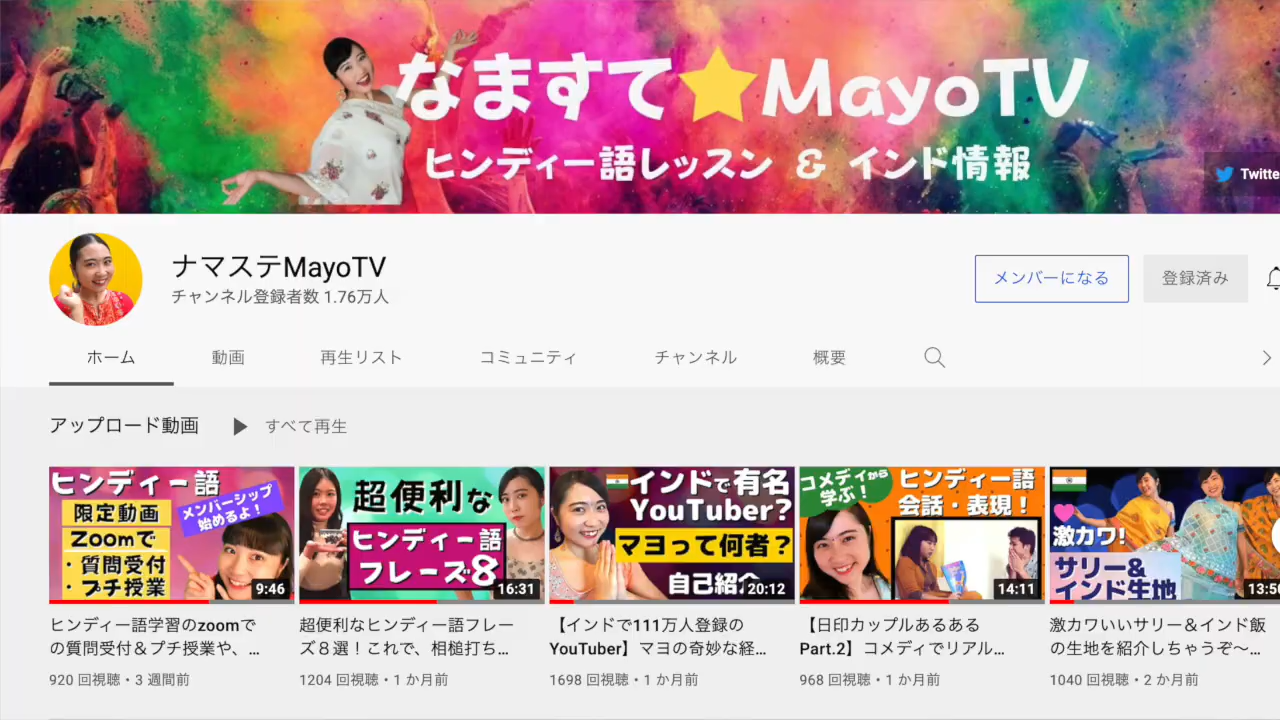 なますて★MayoTV
ヒンディー語レッスン & インド情報
Twitte
ナマステMayoTV
チャンネル登録者数 1.76万人
メンバーになる
登録済み
ホーム
動画
再生リスト
コミュニティ
チャンネル
概要
アップロード動画
すべて再生
ヒンディー語
限定動画
Zoomで
・質問受付
・プチ授業
メンバーシップ
始めるよ！
9:46
ヒンディー語学習のzoomで
の質問受付＆プチ授業や、…
920 回視聴・3 週間前
超便利な
ヒンディー語
フレーズ8
16:31
超便利なヒンディー語フレー
ズ８選！これで、相槌打ち…
1204 回視聴・1 か月前
インドで有名
YouTuber?
マヨって何者？
自己紹介
20:12
【インドで111万人登録の
YouTuber】マヨの奇妙な経…
1698 回視聴・1 か月前
コメディから
学ぶ！
ヒンディー語
会話・表現！
14:11
【日印カップルあるある
Part.2】コメディでリアル…
968 回視聴・1 か月前
激カワ!
サリー&
インド生地
13:50
激カワいいサリー＆インド飯
の生地を紹介しちゃうぞ〜…
1040 回視聴・2 か月前